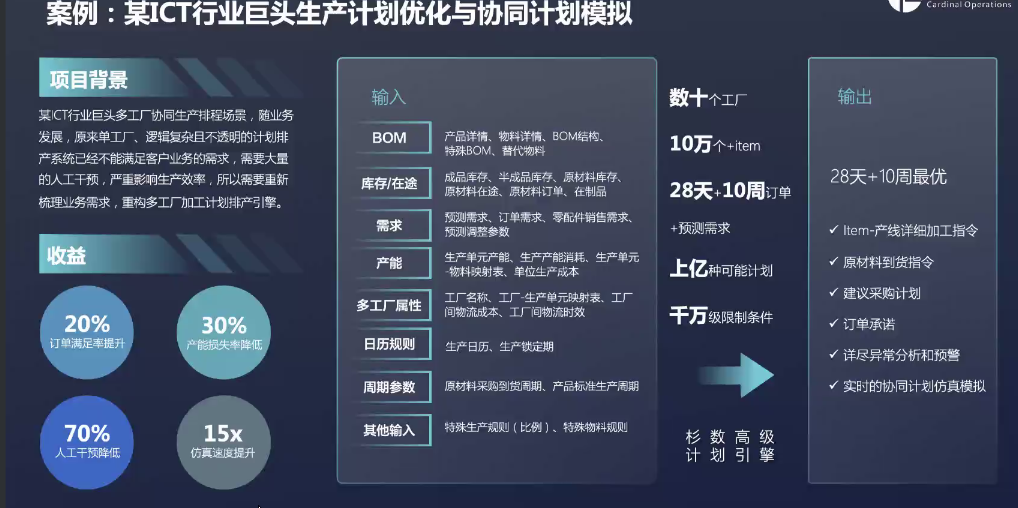 案例：某ICT行业巨头生产计划优化与协同计划模拟
Cardinal Operations
项目背景
某ICT行业巨头多工厂协同生产排程场景，随业务
发展，原来单工厂、逻辑复杂且不透明的计划排
产系统已经不能满足客户业务的需求，需要大量
的人工干预，严重影响生产效率，所以需要重新
梳理业务需求，重构多工厂加工计划排产引擎。
收益
20%
订单满足率提升
30%
产能损失率降低
70%
人工干预降低
15x
仿真速度提升
输入
BOM
产品详情、物料详情、BOM结构、
特殊BOM、替代物料
库存/在途
成品库存、半成品库存、原材料库存、
原材料在途、原材料订单、在制品
需求
预测需求、订单需求、零配件销售需求、
预测调整参数
产能
生产单元产能、生产产能消耗、生产单元
-物料映射表、单位生产成本
多工厂属性
工厂名称、工厂-生产单元映射表、工厂
间物流成本、工厂间物流时效
日历规则
生产日历、生产锁定期
周期参数
原材料采购到货周期、产品标准生产周期
其他输入
特殊生产规则（比例）、特殊物料规则
数十个工厂
10万个+item
28天+10周订单
+预测需求
上亿种可能计划
千万级限制条件
杉数高级
计划引擎
输出
28天+10周最优
✓ Item-产线详细加工指令
✓ 原材料到货指令
✓ 建议采购计划
✓ 订单承诺
✓ 详尽异常分析和预警
✓ 实时的协同计划仿真模拟